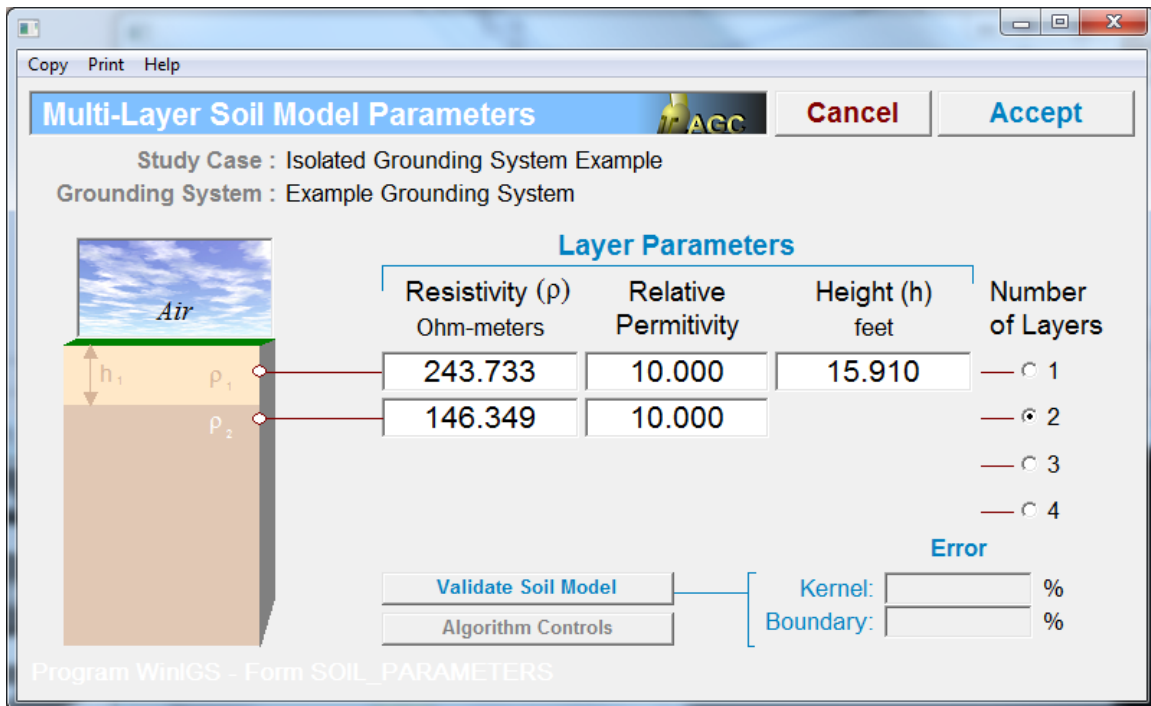 Copy Print Help
Multi-Layer Soil Model Parameters AGC Cancel Accept
Study Case : Isolated Grounding System Example
Grounding System : Example Grounding System
Layer Parameters
Resistivity (ρ) Relative Height (h) Number
Ohm-meters Permitivity feet of Layers
Air
h1 ρ1 243.733 10.000 15.910 1
ρ2 146.349 10.000 2
3
4
Error
Validate Soil Model Kernel: %
Algorithm Controls Boundary: %
Program WinIGS - Form SOIL_PARAMETERS